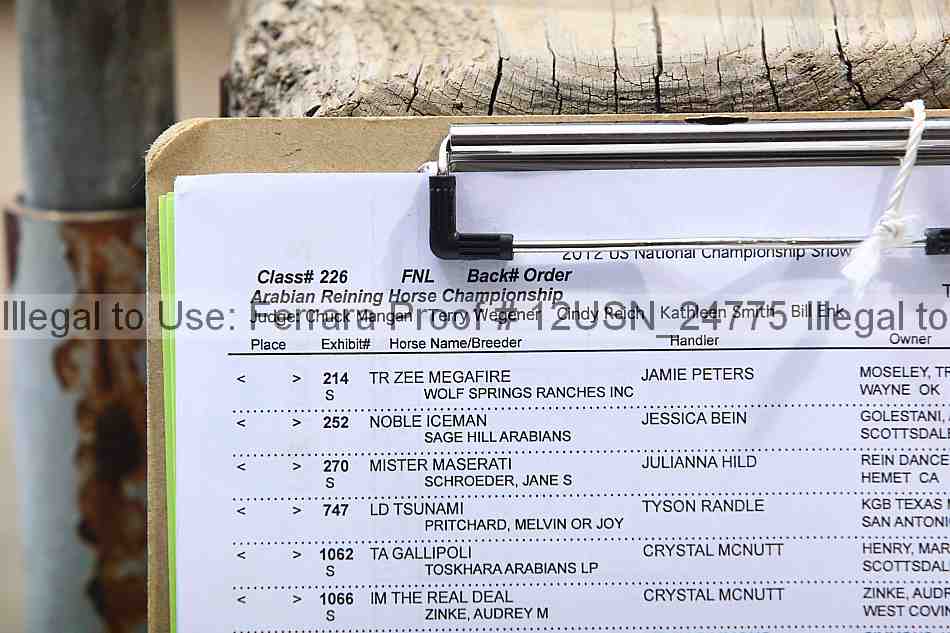 2012 US National Championship Show
Class# 226 FNL Back# Order
Arabian Reining Horse Championship
Judge: Chuck Mangan Terry Wegener Cindy Reich Kathleen Smith Bill Enk
Illegal to Use: Ferrara Proof # 12USN_24775 Illegal to
Place Exhibit# Horse Name/Breeder Handler Owner
< > 214 TR ZEE MEGAFIRE JAMIE PETERS MOSELEY, TR
S WOLF SPRINGS RANCHES INC WAYNE OK
< > 252 NOBLE ICEMAN JESSICA BEIN GOLESTANI,
SAGE HILL ARABIANS SCOTTSDALE
< > 270 MISTER MASERATI JULIANNA HILD REIN DANCE
S SCHROEDER, JANE S HEMET CA
< > 747 LD TSUNAMI TYSON RANDLE KGB TEXAS
PRITCHARD, MELVIN OR JOY SAN ANTONI
< > 1062 TA GALLIPOLI CRYSTAL MCNUTT HENRY, MAR
S TOSKHARA ARABIANS LP SCOTTSDAL
< > 1066 IM THE REAL DEAL CRYSTAL MCNUTT ZINKE, AUDR
S ZINKE, AUDREY M WEST COVIN